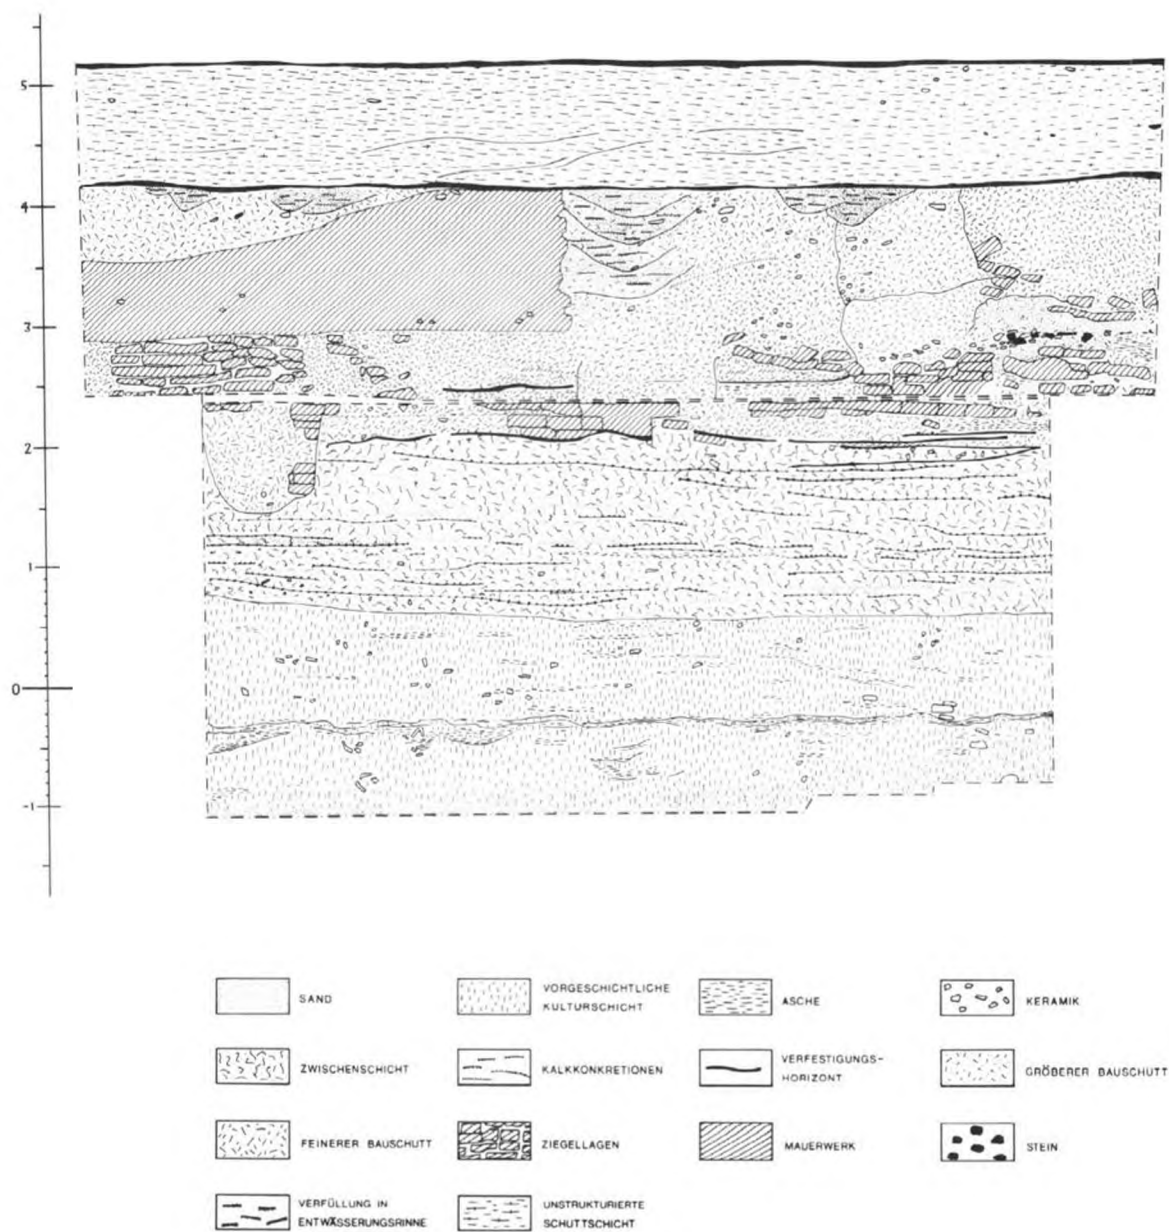 5
4
3
2
1
0
-1
SAND
VORGESCHICHTLICHE
KULTURSCHICHT
ASCHE
KERAMIK
ZWISCHENSCHICHT
KALKKONKRETIONEN
VERFESTIGUNGS-
HORIZONT
GRÖBERER BAUSCHUTT
FEINERER BAUSCHUTT
ZIEGELLAGEN
MAUERWERK
STEIN
VERFÜLLUNG IN
ENTWÄSSERUNGSRINNE
UNSTRUKTURIERTE
SCHUTTSCHICHT